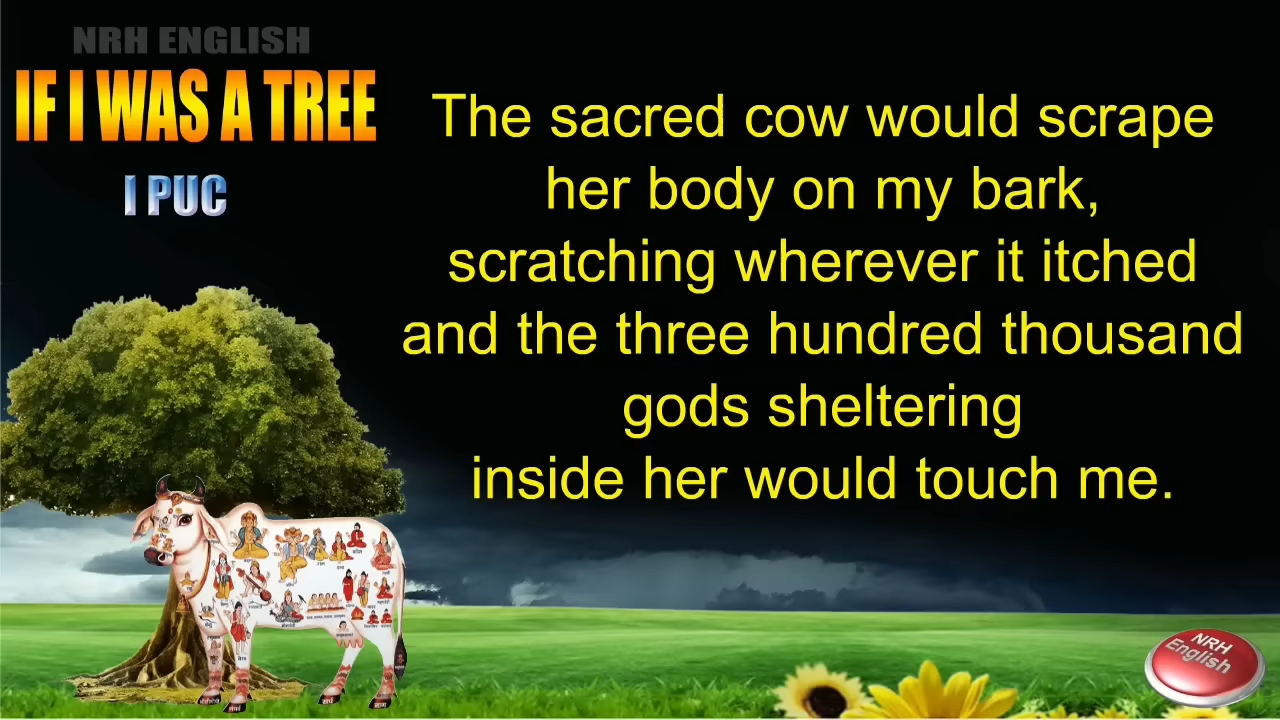 NRH ENGLISH
IF I WAS A TREE
I PUC
The sacred cow would scrape
her body on my bark,
scratching wherever it itched
and the three hundred thousand
gods sheltering
inside her would touch me.
NRH
English